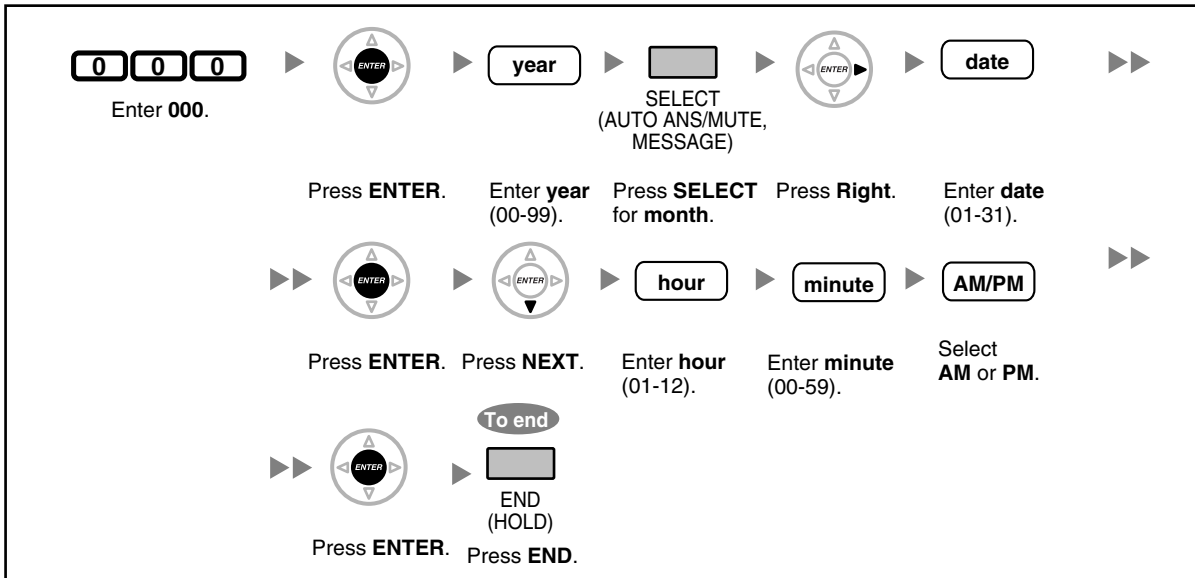 0 0 0
Enter 000.
ENTER
Press ENTER.
year
Enter year
(00-99).
SELECT
(AUTO ANS/MUTE,
MESSAGE)
Press SELECT
for month.
ENTER
Press Right.
date
Enter date
(01-31).
ENTER
Press ENTER.
ENTER
Press NEXT.
hour
Enter hour
(01-12).
minute
Enter minute
(00-59).
AM/PM
Select
AM or PM.
ENTER
Press ENTER.
To end
END
(HOLD)
Press END.